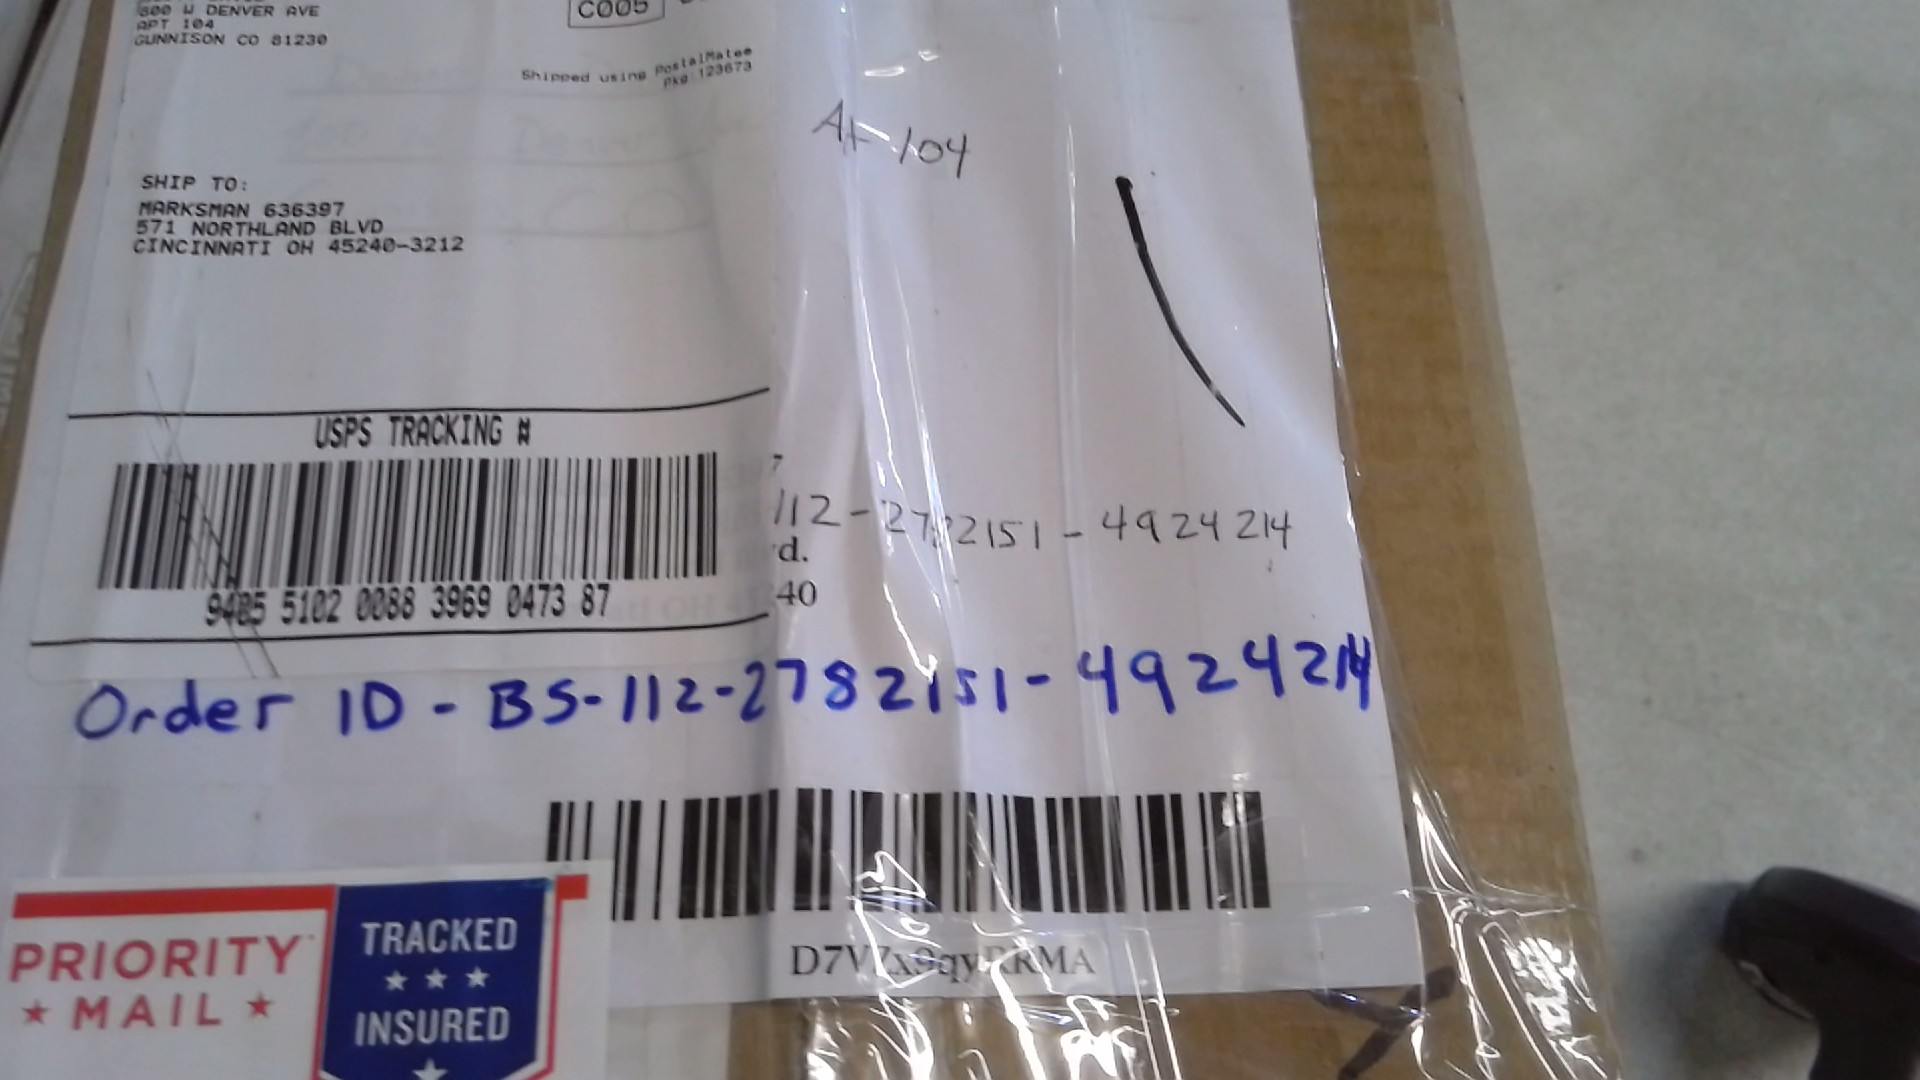 800 W DENVER AVE
APT 104
GUNNISON CO 81230
C005
Shipped using PostalMate
Pkg:123673
At 104
SHIP TO:
MARKSMAN 636397
571 NORTHLAND BLVD
CINCINNATI OH 45240-3212
USPS TRACKING #
7
112-2782151-4924214
d.
9405 5102 0088 3969 0473 87
40
Order ID - BS-112-2782151-4924214
PRIORITY
MAIL
TRACKED
INSURED